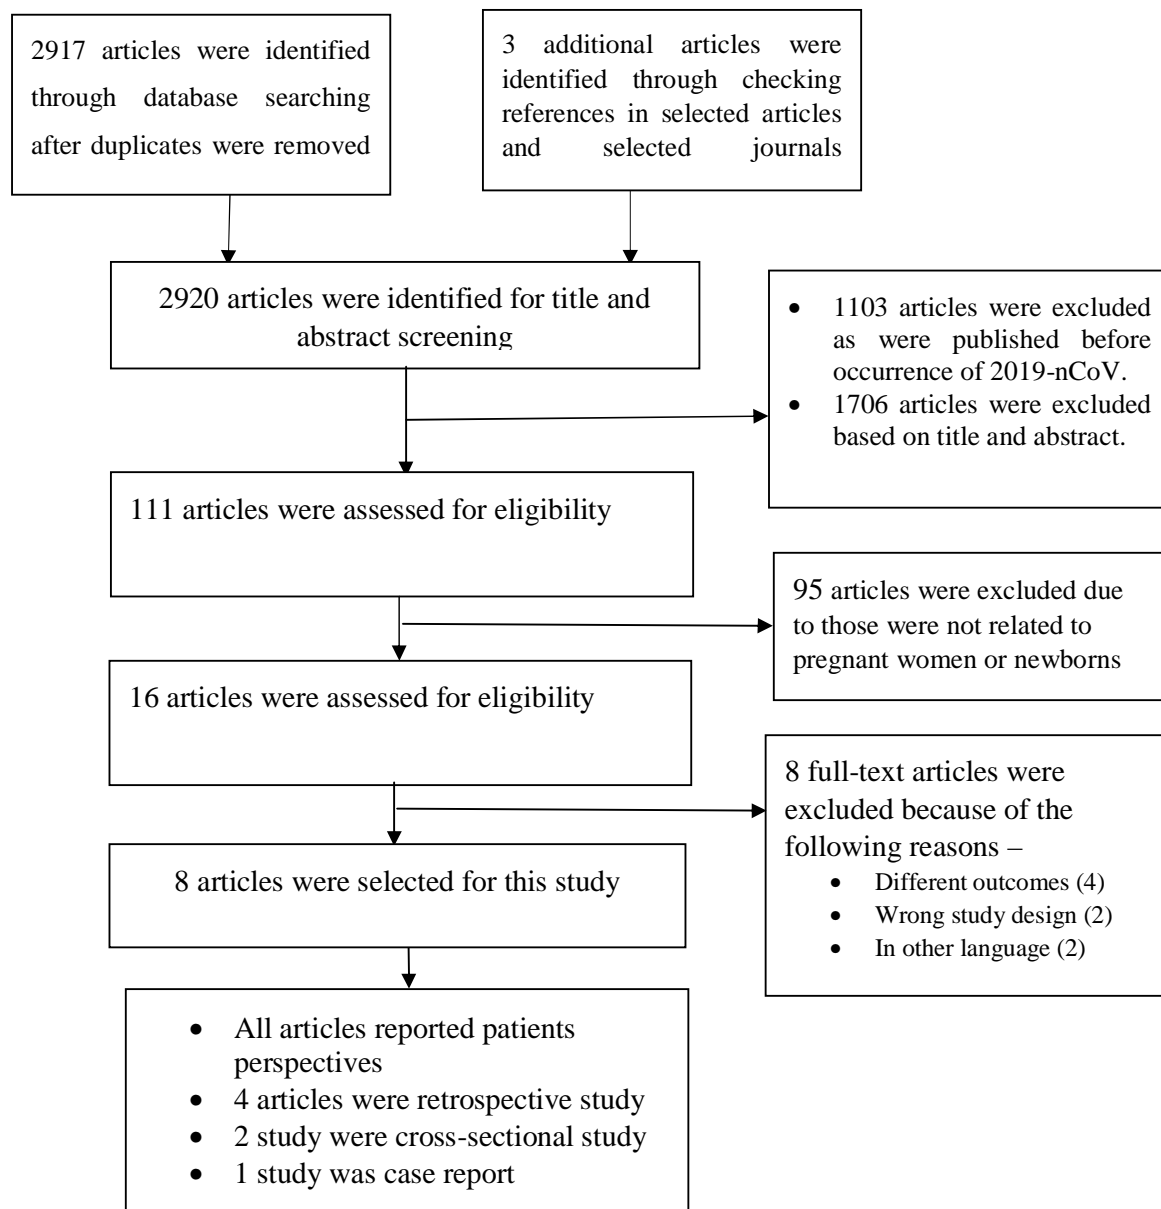 2917 articles were identified
through database searching
after duplicates were removed
3 additional articles were
identified through checking
references in selected articles
and selected journals
2920 articles were identified for title and
abstract screening
• 1103 articles were excluded
as were published before
occurrence of 2019-nCoV.
• 1706 articles were excluded
based on title and abstract.
111 articles were assessed for eligibility
95 articles were excluded due
to those were not related to
pregnant women or newborns
16 articles were assessed for eligibility
8 full-text articles were
excluded because of the
following reasons –
• Different outcomes (4)
• Wrong study design (2)
• In other language (2)
8 articles were selected for this study
• All articles reported patients
perspectives
• 4 articles were retrospective study
• 2 study were cross-sectional study
• 1 study was case report